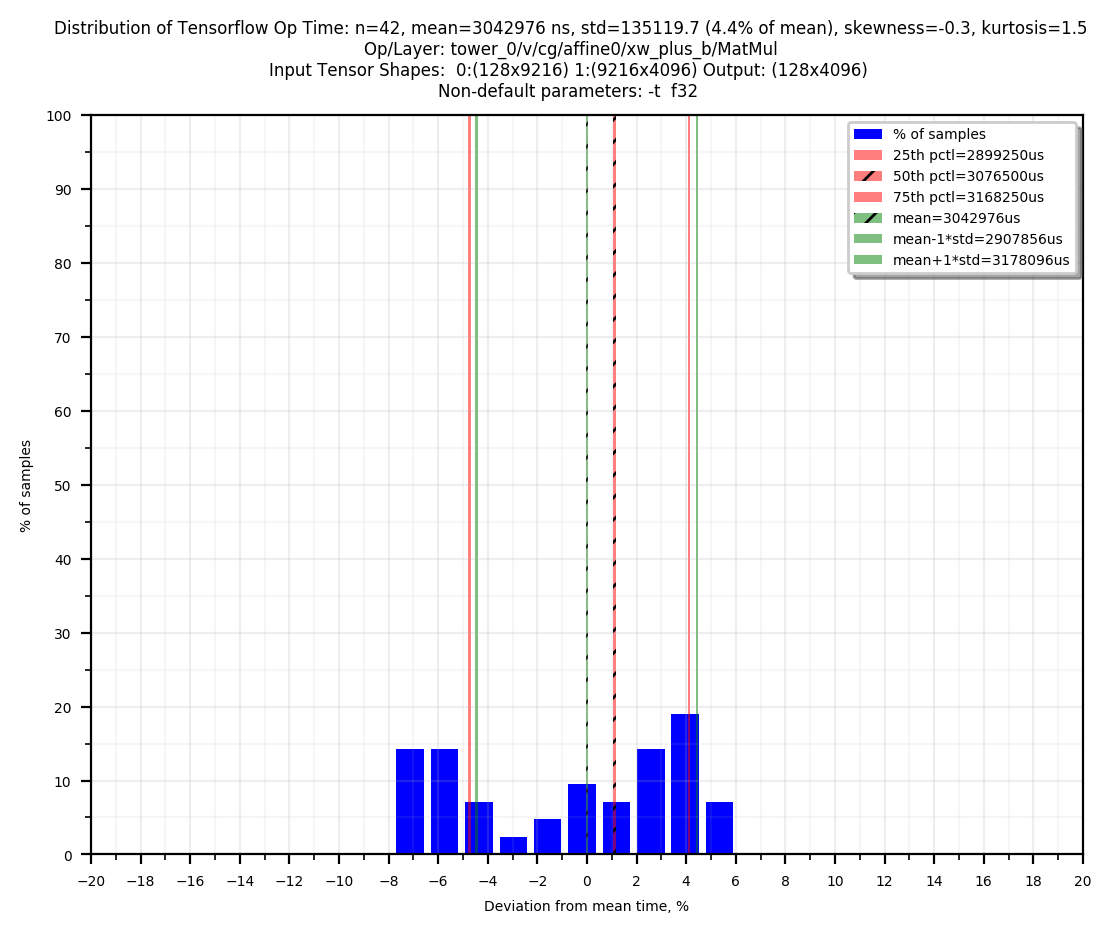 Distribution of Tensorflow Op Time: n=42, mean=3042976 ns, std=135119.7 (4.4% of mean), skewness=-0.3, kurtosis=1.5
Op/Layer: tower_0/v/cg/affine0/xw_plus_b/MatMul
Input Tensor Shapes:  0:(128x9216) 1:(9216x4096) Output: (128x4096)
Non-default parameters: -t  f32
100
90
80
70
60
50
40
30
20
10
0
% of samples
% of samples
25th pctl=2899250us
50th pctl=3076500us
75th pctl=3168250us
mean=3042976us
mean-1*std=2907856us
mean+1*std=3178096us
−20 −18 −16 −14 −12 −10 −8 −6 −4 −2 0 2 4 6 8 10 12 14 16 18 20
Deviation from mean time, %